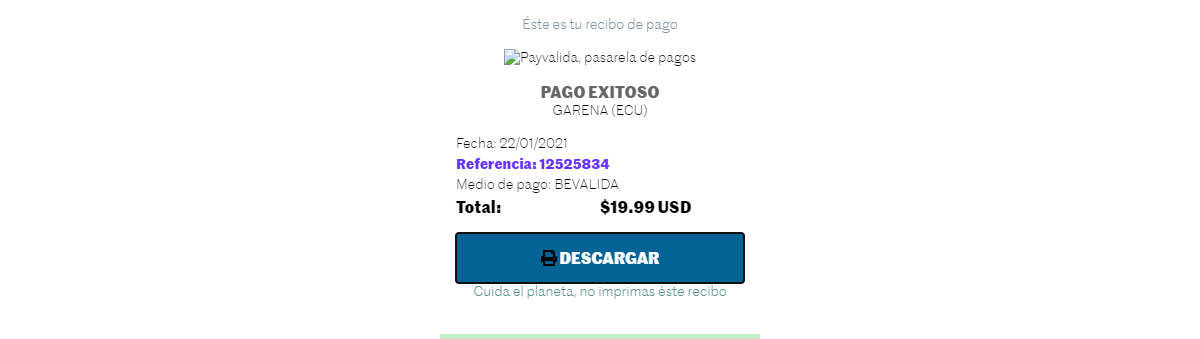 Éste es tu recibo de pago
Payvalida, pasarela de pagos
PAGO EXITOSO
GARENA (ECU)
Fecha: 22/01/2021
Referencia: 12525834
Medio de pago: BEVALIDA
Total: $19.99 USD
DESCARGAR
Cuida el planeta, no imprimas éste recibo